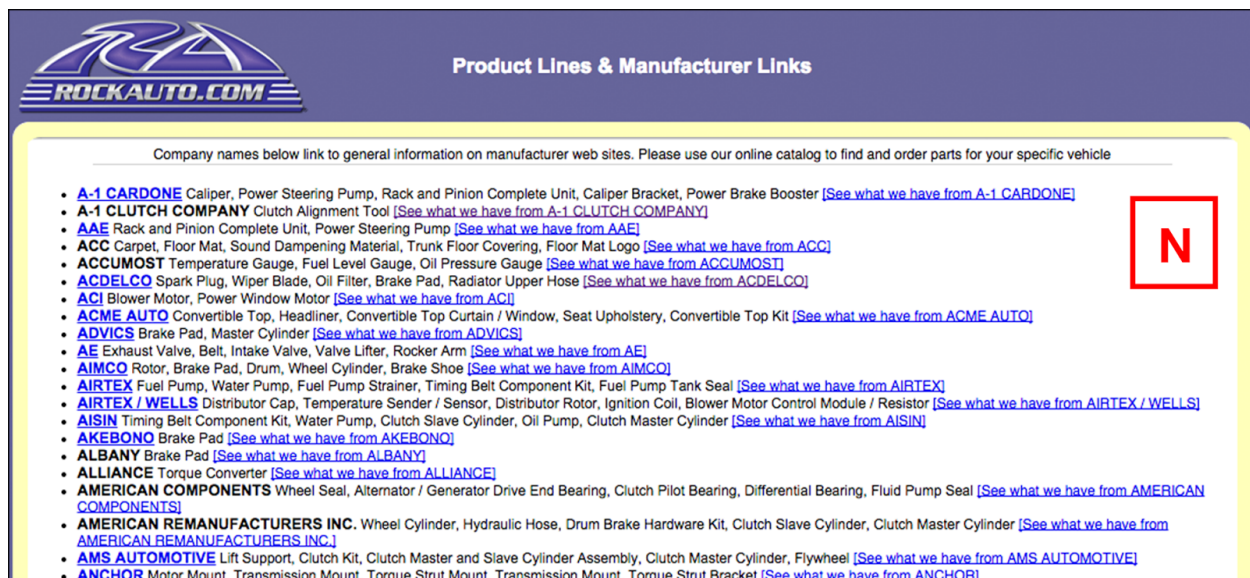 RA
ROCKAUTO.COM
Product Lines & Manufacturer Links
Company names below link to general information on manufacturer web sites. Please use our online catalog to find and order parts for your specific vehicle
• A-1 CARDONE Caliper, Power Steering Pump, Rack and Pinion Complete Unit, Caliper Bracket, Power Brake Booster [See what we have from A-1 CARDONE]
• A-1 CLUTCH COMPANY Clutch Alignment Tool [See what we have from A-1 CLUTCH COMPANY]
• AAE Rack and Pinion Complete Unit, Power Steering Pump [See what we have from AAE]
• ACC Carpet, Floor Mat, Sound Dampening Material, Trunk Floor Covering, Floor Mat Logo [See what we have from ACC]
N
• ACCUMOST Temperature Gauge, Fuel Level Gauge, Oil Pressure Gauge [See what we have from ACCUMOST]
• ACDELCO Spark Plug, Wiper Blade, Oil Filter, Brake Pad, Radiator Upper Hose [See what we have from ACDELCO]
• ACI Blower Motor, Power Window Motor [See what we have from ACI]
• ACME AUTO Convertible Top, Headliner, Convertible Top Curtain / Window, Seat Upholstery, Convertible Top Kit [See what we have from ACME AUTO]
• ADVICS Brake Pad, Master Cylinder [See what we have from ADVICS]
• AE Exhaust Valve, Belt, Intake Valve, Valve Lifter, Rocker Arm [See what we have from AE]
• AIMCO Rotor, Brake Pad, Drum, Wheel Cylinder, Brake Shoe [See what we have from AIMCO]
• AIRTEX Fuel Pump, Water Pump, Fuel Pump Strainer, Timing Belt Component Kit, Fuel Pump Tank Seal [See what we have from AIRTEX]
• AIRTEX / WELLS Distributor Cap, Temperature Sender / Sensor, Distributor Rotor, Ignition Coil, Blower Motor Control Module / Resistor [See what we have from AIRTEX / WELLS]
• AISIN Timing Belt Component Kit, Water Pump, Clutch Slave Cylinder, Oil Pump, Clutch Master Cylinder [See what we have from AISIN]
• AKEBONO Brake Pad [See what we have from AKEBONO]
• ALBANY Brake Pad [See what we have from ALBANY]
• ALLIANCE Torque Converter [See what we have from ALLIANCE]
• AMERICAN COMPONENTS Wheel Seal, Alternator / Generator Drive End Bearing, Clutch Pilot Bearing, Differential Bearing, Fluid Pump Seal [See what we have from AMERICAN
COMPONENTS]
• AMERICAN REMANUFACTURERS INC. Wheel Cylinder, Hydraulic Hose, Drum Brake Hardware Kit, Clutch Slave Cylinder, Clutch Master Cylinder [See what we have from
AMERICAN REMANUFACTURERS INC.]
• AMS AUTOMOTIVE Lift Support, Clutch Kit, Clutch Master and Slave Cylinder Assembly, Clutch Master Cylinder, Flywheel [See what we have from AMS AUTOMOTIVE]
• ANCHOR Motor Mount, Transmission Mount, Torque Strut Mount, Transmission Mount, Torque Strut Bracket [See what we have from ANCHOR]